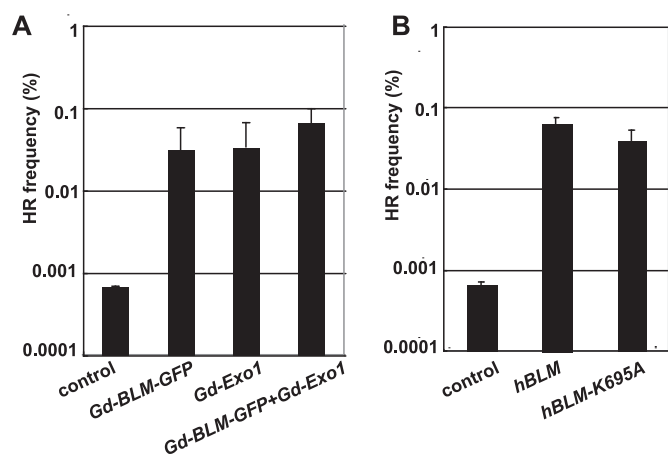 A
HR frequency (%)
1
0.1
0.01
0.001
0.0001
control
Gd-BLM-GFP
Gd-Exo1
Gd-BLM-GFP+Gd-Exo1
B
HR frequency (%)
1
0.1
0.01
0.001
0.0001
control
hBLM
hBLM-K695A